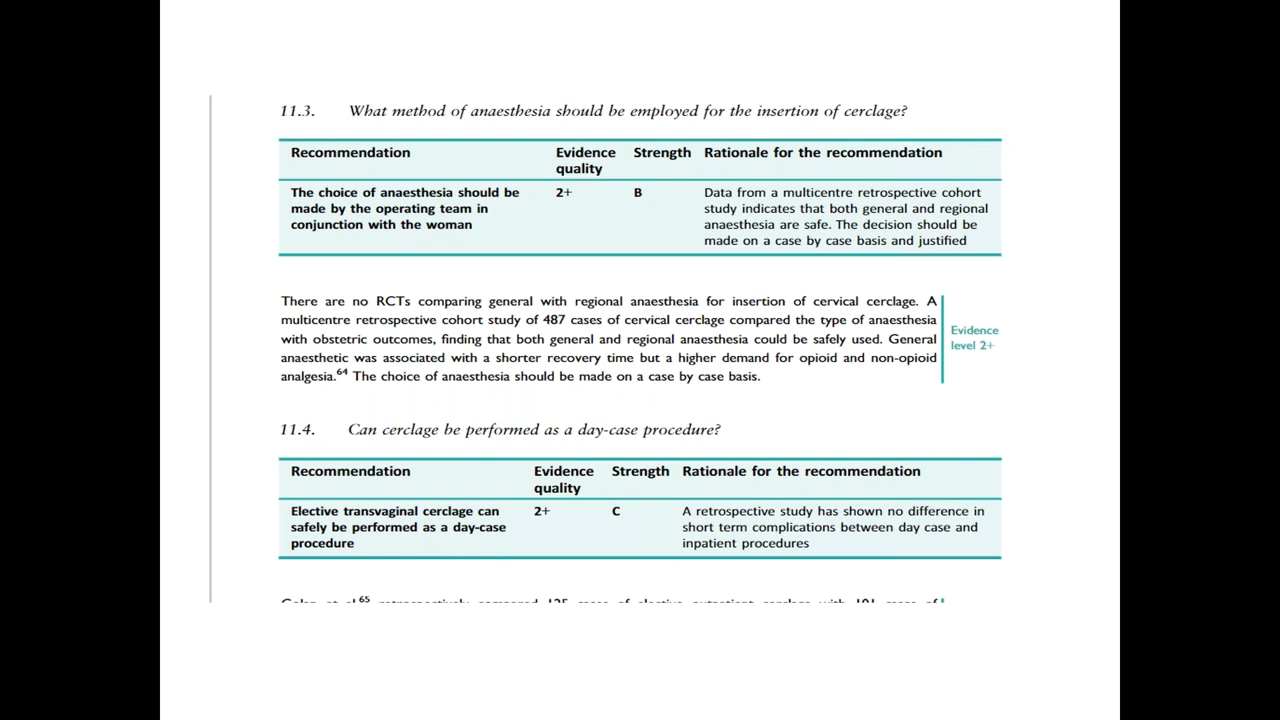 11.3. What method of anaesthesia should be employed for the insertion of cerclage?
Recommendation Evidence quality Strength Rationale for the recommendation
The choice of anaesthesia should be
made by the operating team in
conjunction with the woman
2+
B
Data from a multicentre retrospective cohort
study indicates that both general and regional
anaesthesia are safe. The decision should be
made on a case by case basis and justified
There are no RCTs comparing general with regional anaesthesia for insertion of cervical cerclage. A
multicentre retrospective cohort study of 487 cases of cervical cerclage compared the type of anaesthesia
with obstetric outcomes, finding that both general and regional anaesthesia could be safely used. General
anaesthetic was associated with a shorter recovery time but a higher demand for opioid and non-opioid
analgesia.64 The choice of anaesthesia should be made on a case by case basis.
Evidence
level 2+
11.4. Can cerclage be performed as a day-case procedure?
Recommendation Evidence quality Strength Rationale for the recommendation
Elective transvaginal cerclage can
safely be performed as a day-case
procedure
2+
C
A retrospective study has shown no difference in
short term complications between day case and
inpatient procedures